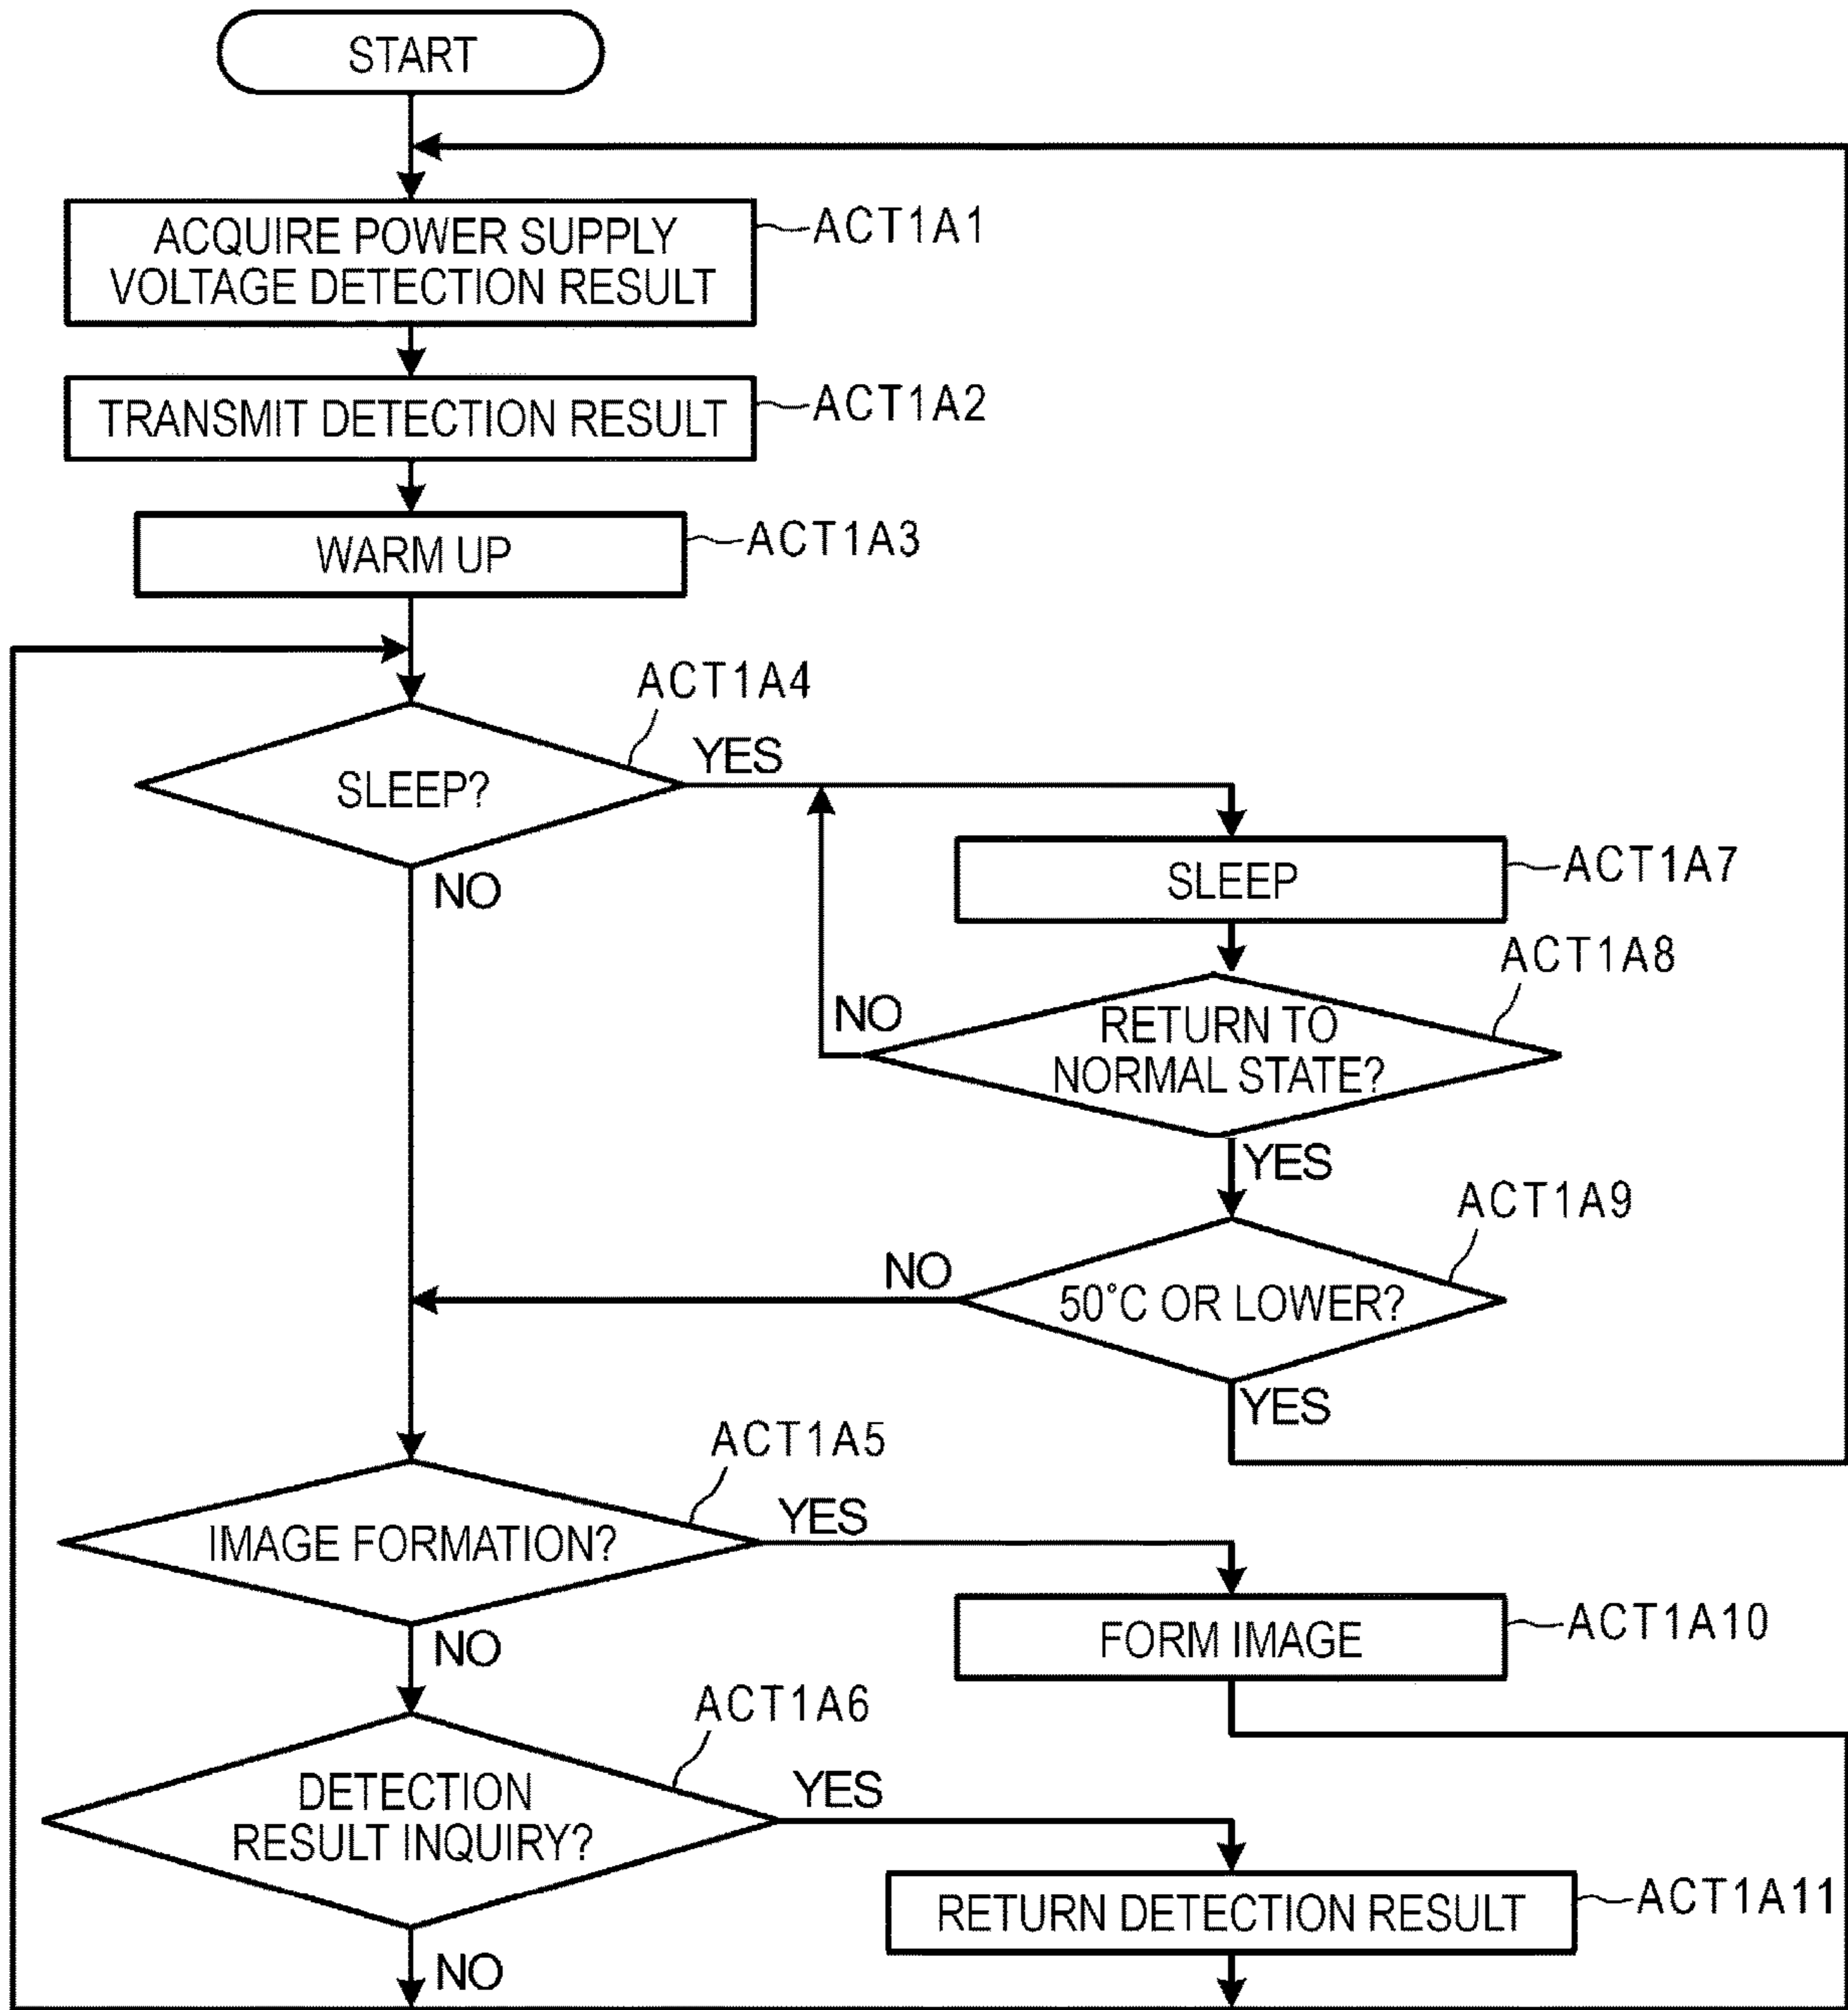 START
ACQUIRE POWER SUPPLY
VOLTAGE DETECTION RESULT
ACT1A1
TRANSMIT DETECTION RESULT
ACT1A2
WARM UP
ACT1A3
ACT1A4
SLEEP?
YES
NO
SLEEP
ACT1A7
ACT1A8
RETURN TO
NORMAL STATE?
NO
YES
ACT1A9
50°C OR LOWER?
NO
YES
ACT1A5
IMAGE FORMATION?
YES
NO
FORM IMAGE
ACT1A10
ACT1A6
DETECTION
RESULT INQUIRY?
YES
NO
RETURN DETECTION RESULT
ACT1A11